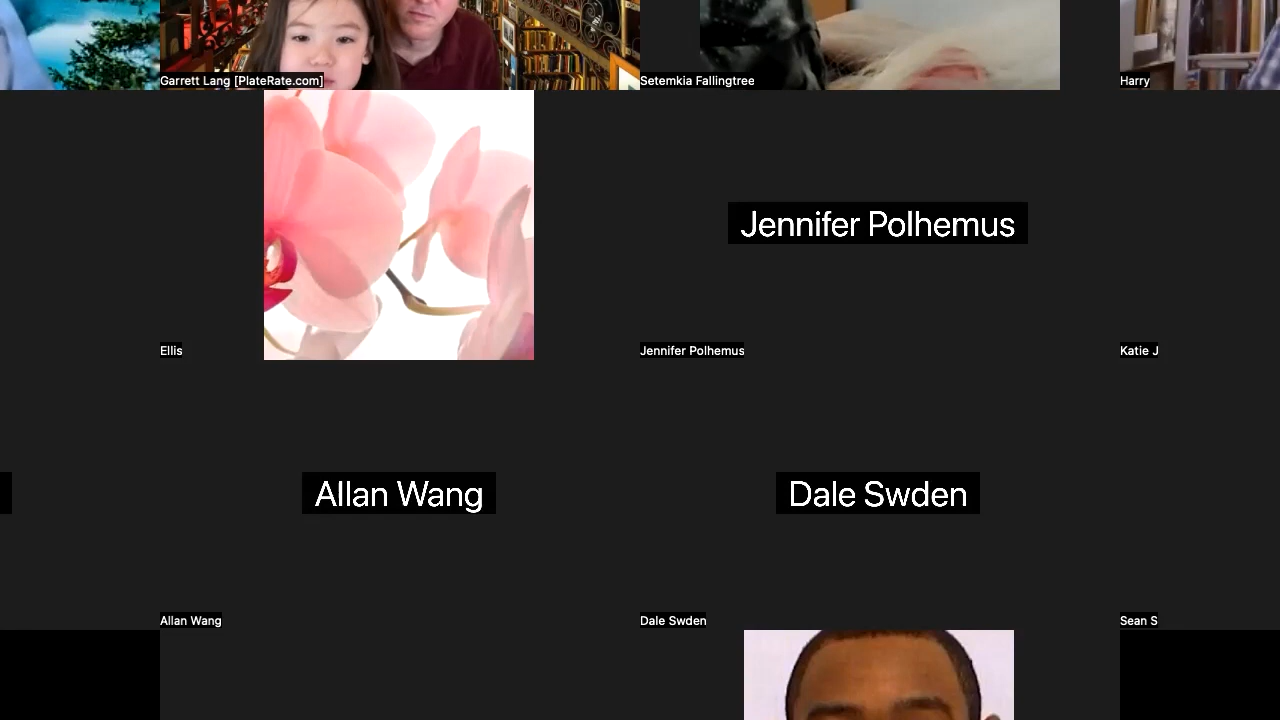 Garrett Lang [PlateRate.com]
Setemkia Fallingtree
Harry
Jennifer Polhemus
Ellis
Jennifer Polhemus
Katie J
Allan Wang
Dale Swden
Allan Wang
Dale Swden
Sean S